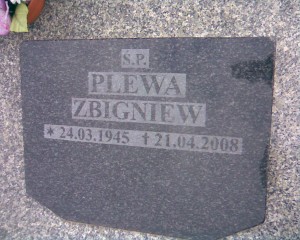 S.P.
PLEWA
ZBIGNIEW
* 24.03.1945 † 21.04.2008